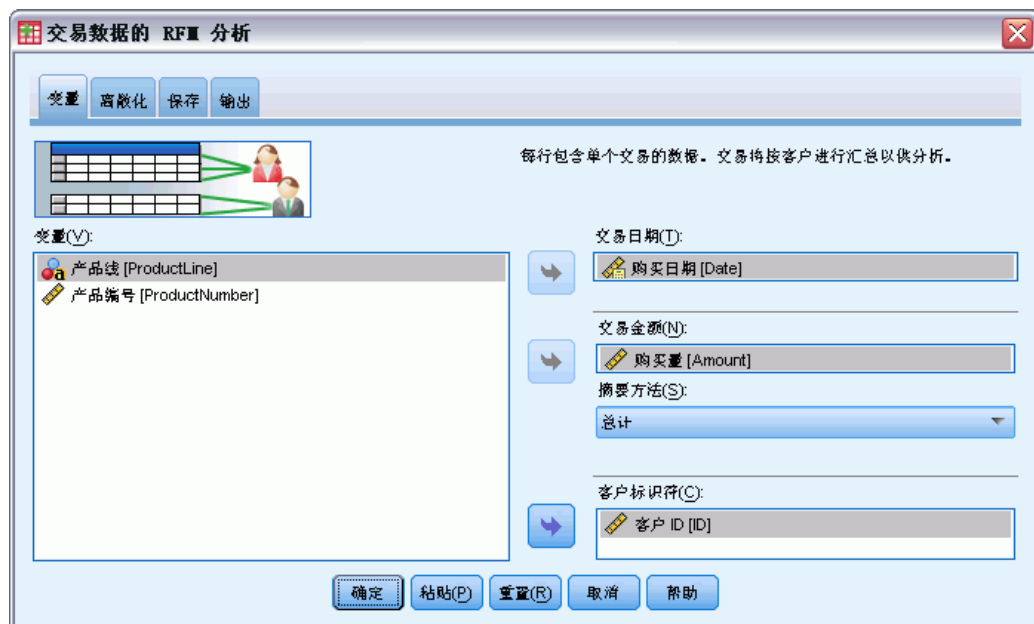 交易数据的 RFM 分析
变量
离散化
保存
输出
每行包含单个交易的数据。交易将按客户进行汇总以供分析。
变量(V):
产品线 [ProductLine]
产品编号 [ProductNumber]
交易日期(T):
购买日期 [Date]
交易金额(N):
购买量 [Amount]
摘要方法(S):
总计
客户标识符(C):
客户 ID [ID]
确定
粘贴(P)
重置(R)
取消
帮助